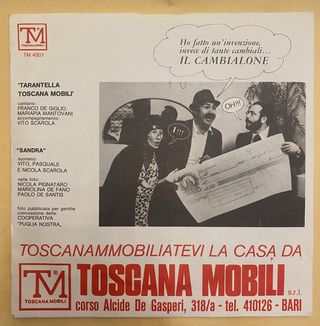 TM
TOSCANA MOBILI
TM 4501
Ho fatto un'invenzione,
invece di tante cambiali...
IL CAMBIALONE
'TARANTELLA
TOSCANA MOBILI'
cantano:
FRANCO DE GIGLIO
MARIAPIA MANTOVANI
accompagnamento:
VITO SCAROLA
"SANDRA"
suonano:
VITO, PASQUALE
E NICOLA SCAROLA
nella foto:
NICOLA PIGNATARO
MARIOLINA DE FANO
PAOLO DE SANTIS
foto pubblicata per gentile
concessione della
COOPERATIVA
"PUGLIA NOSTRA„
!!!
OH!!!
TOSCANAMMOBILIATEVI LA CASA DA
TM
TOSCANA MOBILI
TOSCANA MOBILI s.r.l.
corso Alcide De Gasperi, 318/a - tel. 410126 - BARI